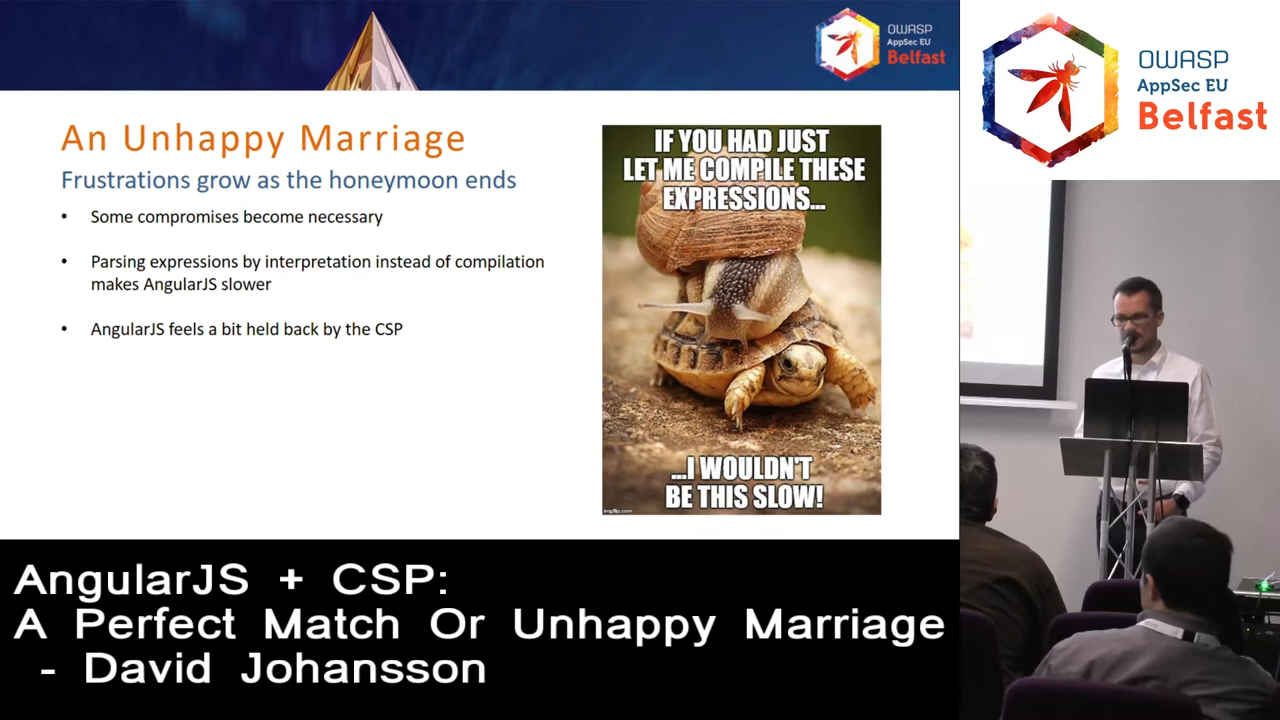 OWASP
AppSec EU
Belfast
OWASP
AppSec EU
Belfast
An Unhappy Marriage
Frustrations grow as the honeymoon ends
• Some compromises become necessary
• Parsing expressions by interpretation instead of compilation
makes AngularJS slower
• AngularJS feels a bit held back by the CSP
IF YOU HAD JUST
LET ME COMPILE THESE
EXPRESSIONS...
...I WOULDN'T
BE THIS SLOW!
imgflip.com
AngularJS + CSP:
A Perfect Match Or Unhappy Marriage
- David Johansson